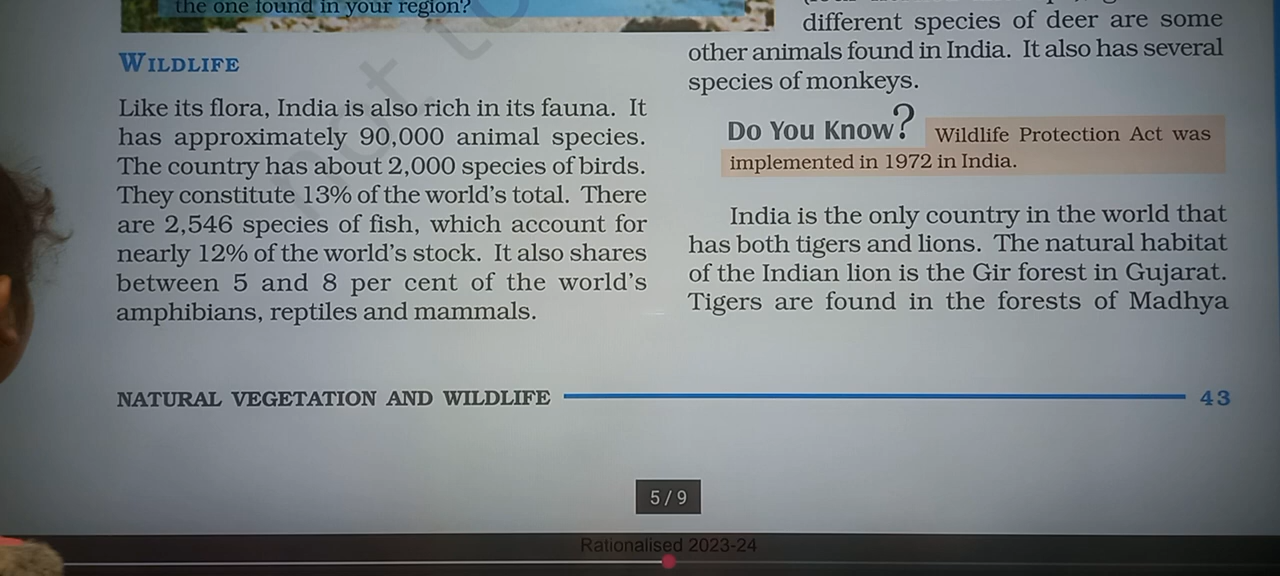 the one found in your region?
WILDLIFE
Like its flora, India is also rich in its fauna. It
has approximately 90,000 animal species.
The country has about 2,000 species of birds.
They constitute 13% of the world's total. There
are 2,546 species of fish, which account for
nearly 12% of the world's stock. It also shares
between 5 and 8 per cent of the world's
amphibians, reptiles and mammals.
different species of deer are some
other animals found in India. It also has several
species of monkeys.
Do You Know?
Wildlife Protection Act was
implemented in 1972 in India.
India is the only country in the world that
has both tigers and lions. The natural habitat
of the Indian lion is the Gir forest in Gujarat.
Tigers are found in the forests of Madhya
NATURAL VEGETATION AND WILDLIFE
43
5 / 9
Rationalised 2023-24